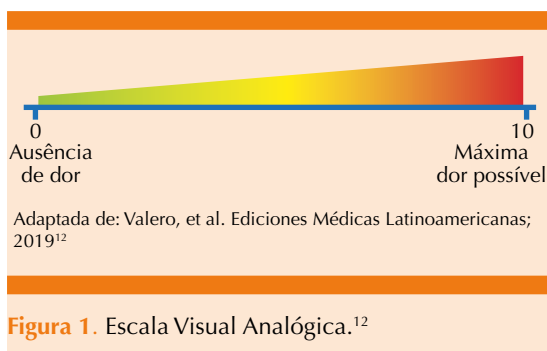 0
10
Ausência
de dor
Máxima
dor possível
Adaptada de: Valero, et al. Ediciones Médicas Latinoamericanas;
2019¹²
Figura 1. Escala Visual Analógica.¹²